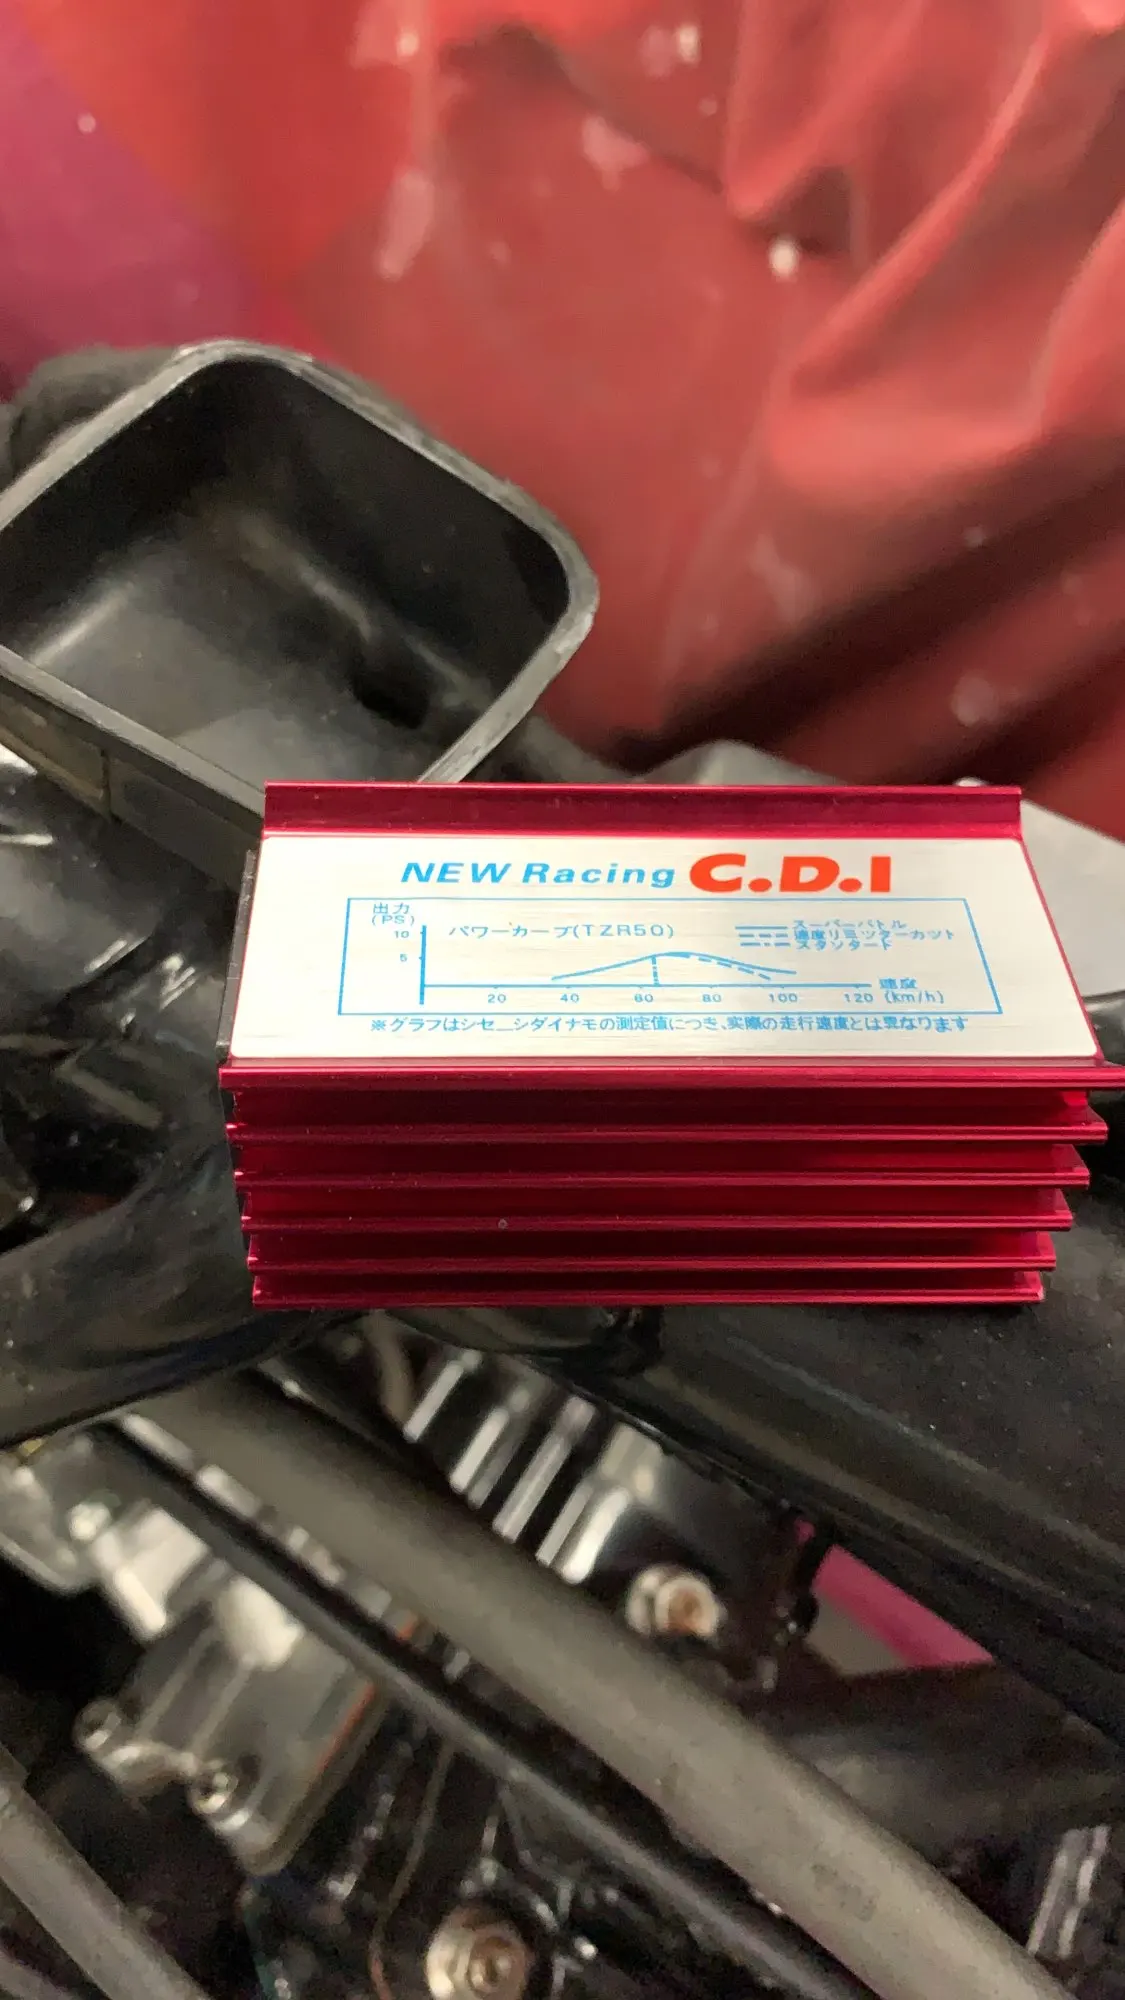 NEW Racing C.D.I
出力
(PS)
パワーカーブ(TZR50)
スーパーバトル
速度リミッターカット
スタンダード
10
5
20 40 60 80 100 120
速度
(km/h)
※グラフはシャーシダイナモの測定値につき、実際の走行速度とは異なります